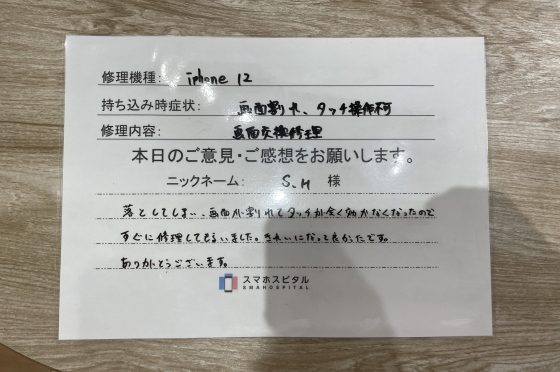 修理機種: iphone 12
持ち込み時症状: 画面割れ、タッチ操作不可
修理内容: 画面交換修理
本日のご意見・ご感想をお願いします。
ニックネーム: S.H 様
落としてしまい、画面が割れてタッチが全く効かなくなったので
すぐに修理してもらいました。きれいになって良かったです。
ありがとうございます。
スマホスピタル
SMAHOSPITAL